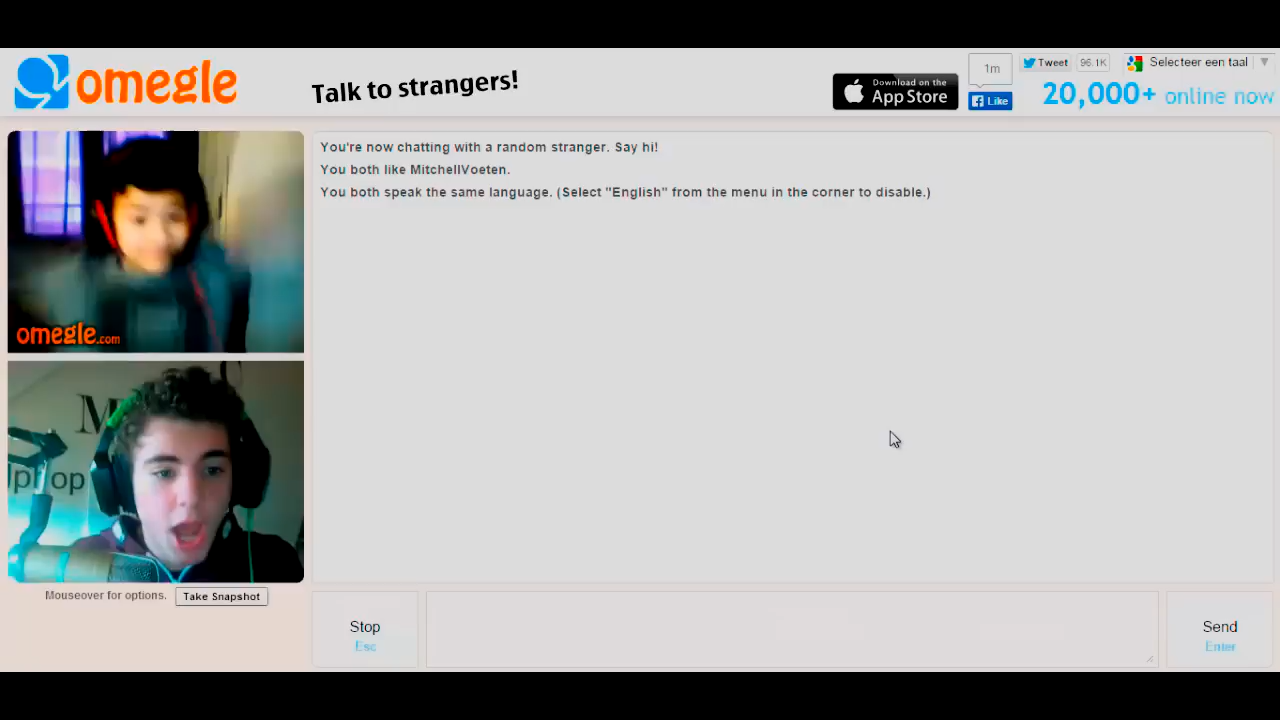 omegle
Talk to strangers!
Download on the
App Store
1m
Like
Tweet
96.1K
Selecteer een taal
20,000+ online now
You're now chatting with a random stranger. Say hi!
You both like MitchellVoeten.
You both speak the same language. (Select "English" from the menu in the corner to disable.)
omegle.com
Mouseover for options.
Take Snapshot
Stop
Esc
Send
Enter